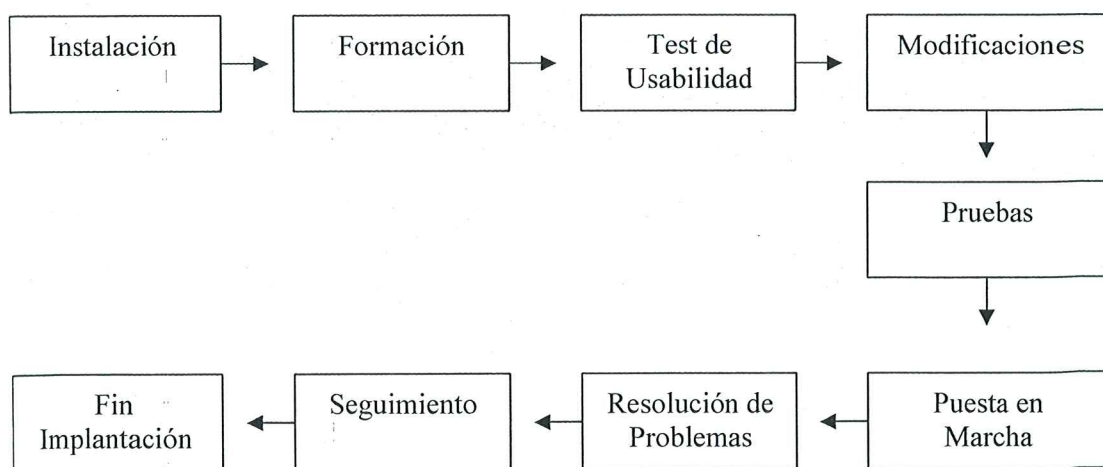 Instalación
Formación
Test de
Usabilidad
Modificaciones
Pruebas
Puesta en
Marcha
Resolución de
Problemas
Seguimiento
Fin
Implantación